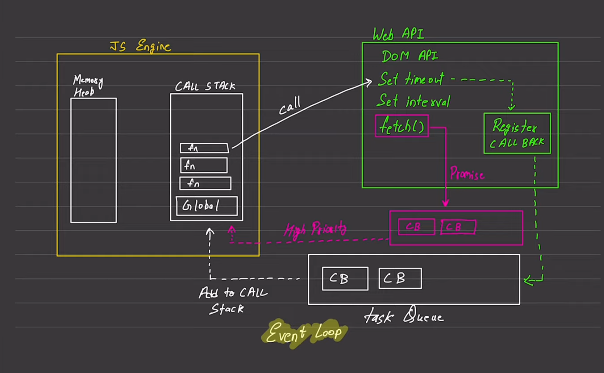 JS Engine
Memory
Heab
CALL STACK
fn
fn
fn
Global
call
Web API
DOM API
Set timeout
Set interval
fetch()
Register
CALL BACK
Promise
High Priority
CB
CB
Add to CALL
Stack
CB
CB
task Queue
Event Loop